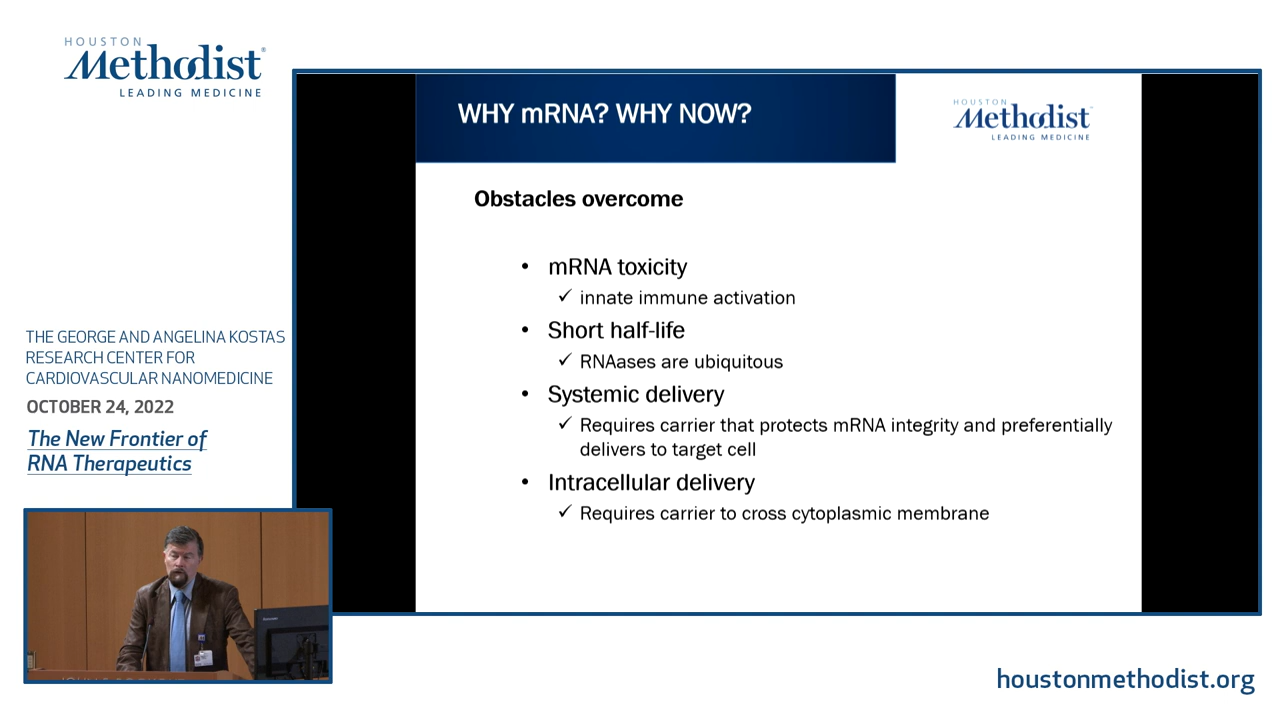 HOUSTON
Methodist®
LEADING MEDICINE
WHY mRNA? WHY NOW?
HOUSTON
Methodist
LEADING MEDICINE
Obstacles overcome
• mRNA toxicity
✓ innate immune activation
• Short half-life
✓ RNAases are ubiquitous
• Systemic delivery
✓ Requires carrier that protects mRNA integrity and preferentially
delivers to target cell
• Intracellular delivery
✓ Requires carrier to cross cytoplasmic membrane
THE GEORGE AND ANGELINA KOSTAS
RESEARCH CENTER FOR
CARDIOVASCULAR NANOMEDICINE
OCTOBER 24, 2022
The New Frontier of
RNA Therapeutics
houstonmethodist.org